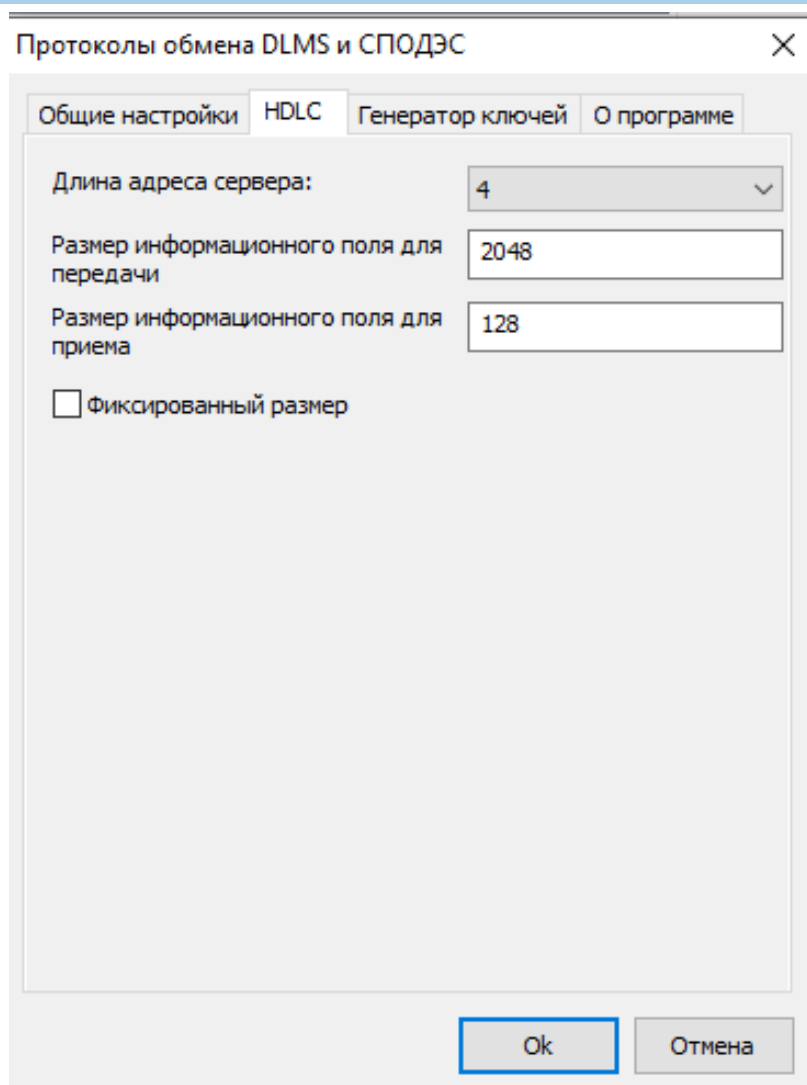 Протоколы обмена DLMS и СПОДЭС
Общие настройки HDLC Генератор ключей О программе
Длина адреса сервера: 4
Размер информационного поля для
передачи
2048
Размер информационного поля для
приема
128
Фиксированный размер
Ok Отмена